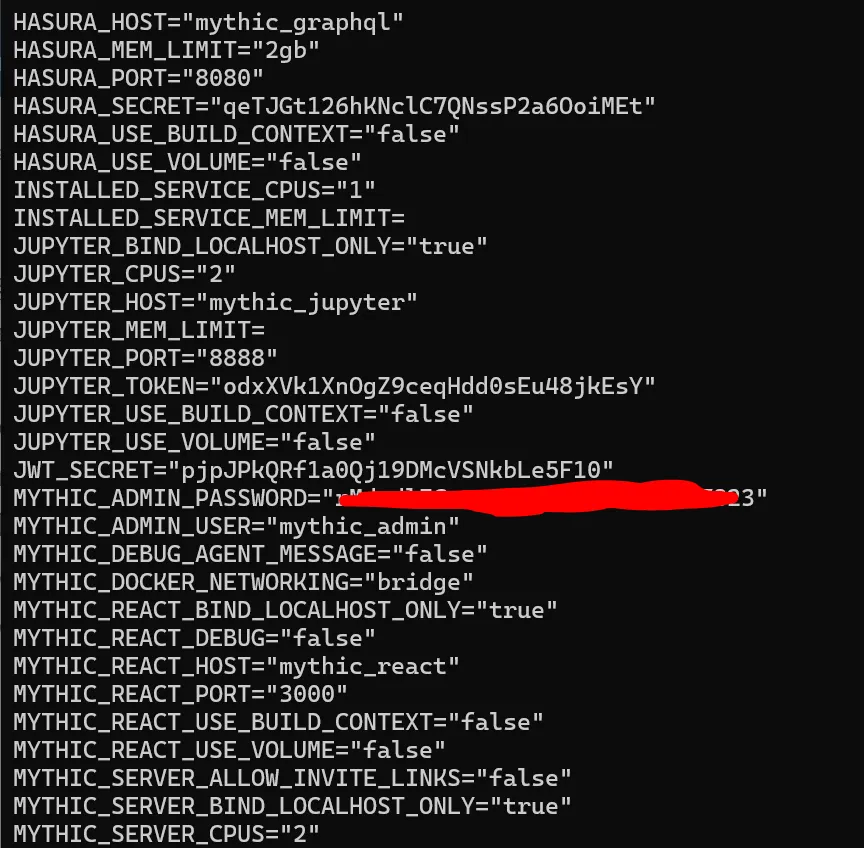 HASURA_HOST="mythic_graphql"
HASURA_MEM_LIMIT="2gb"
HASURA_PORT="8080"
HASURA_SECRET="qeTJGt126hKNclC7QNssP2a6OoiMEt"
HASURA_USE_BUILD_CONTEXT="false"
HASURA_USE_VOLUME="false"
INSTALLED_SERVICE_CPUS="1"
INSTALLED_SERVICE_MEM_LIMIT=
JUPYTER_BIND_LOCALHOST_ONLY="true"
JUPYTER_CPUS="2"
JUPYTER_HOST="mythic_jupyter"
JUPYTER_MEM_LIMIT=
JUPYTER_PORT="8888"
JUPYTER_TOKEN="odxXVk1XnOgZ9ceqHdd0sEu48jkEsY"
JUPYTER_USE_BUILD_CONTEXT="false"
JUPYTER_USE_VOLUME="false"
JWT_SECRET="pjpJPkQRf1a0Qj19DMcVSNkbLe5F10"
MYTHIC_ADMIN_PASSWORD="
MYTHIC_ADMIN_USER="mythic_admin"
MYTHIC_DEBUG_AGENT_MESSAGE="false"
MYTHIC_DOCKER_NETWORKING="bridge"
MYTHIC_REACT_BIND_LOCALHOST_ONLY="true"
MYTHIC_REACT_DEBUG="false"
MYTHIC_REACT_HOST="mythic_react"
MYTHIC_REACT_PORT="3000"
MYTHIC_REACT_USE_BUILD_CONTEXT="false"
MYTHIC_REACT_USE_VOLUME="false"
MYTHIC_SERVER_ALLOW_INVITE_LINKS="false"
MYTHIC_SERVER_BIND_LOCALHOST_ONLY="true"
MYTHIC_SERVER_CPUS="2"